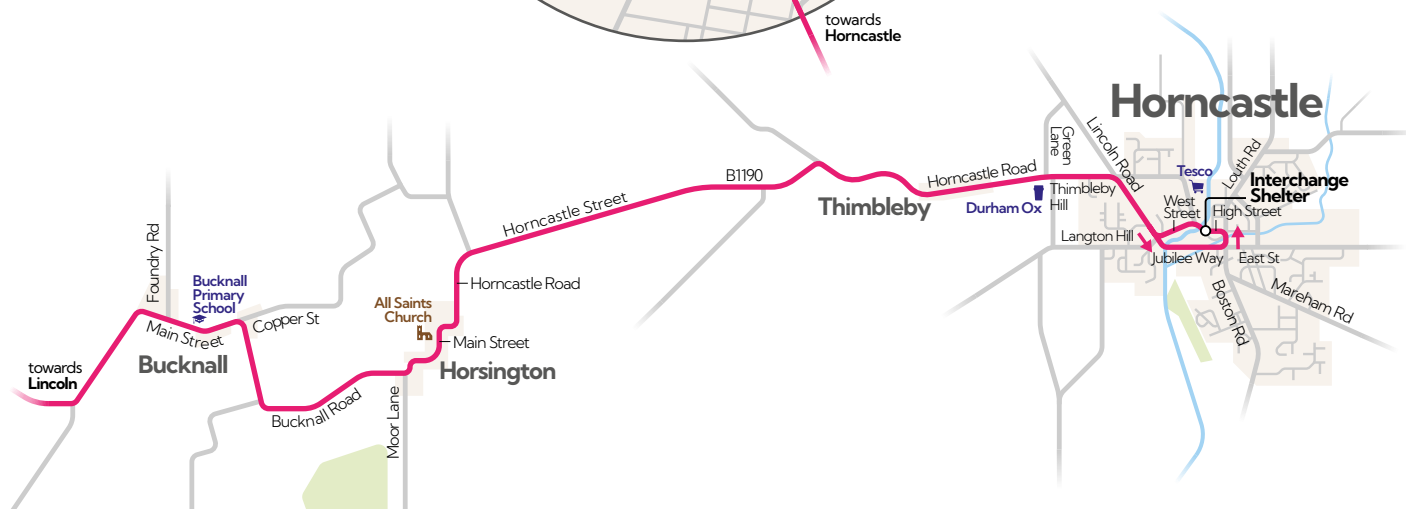 towards
Horncastle
Horncastle
Lincoln Road
Green
Lane
Louth Rd
Tesco
Interchange
Shelter
B1190
Horncastle Road
Thimbleby
Thimbleby
Hill
Durham Ox
West
Street
High Street
Horncastle Street
Langton Hill
Jubilee Way
East St
Foundry Rd
Bucknall
Primary
School
Horncastle Road
Mareham Rd
Boston Rd
All Saints
Church
Main Street
Copper St
Main Street
Bucknall
Horsington
towards
Lincoln
Bucknall Road
Moor Lane